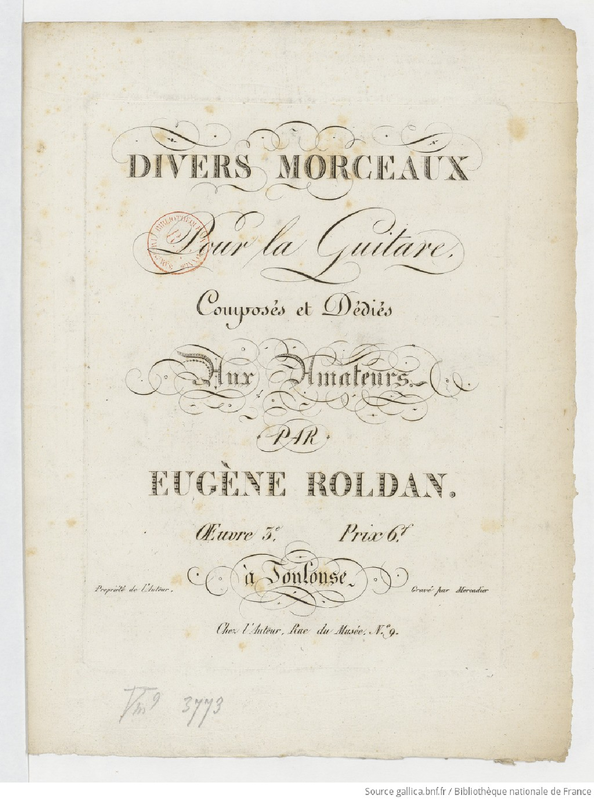 DIVERS MORCEAUX
Pour la Guitare.
Composés et Dédiés
Aux Amateurs.
PAR
EUGÈNE ROLDAN.
Œuvre 3.e Prix 6.f
à Toulouse.
Propriété de l'Auteur. Gravé par Mercadier
Chez l'Auteur, Rue du Musée, N.o 9.
Vm9 3773
Source gallica.bnf.fr / Bibliothèque nationale de France